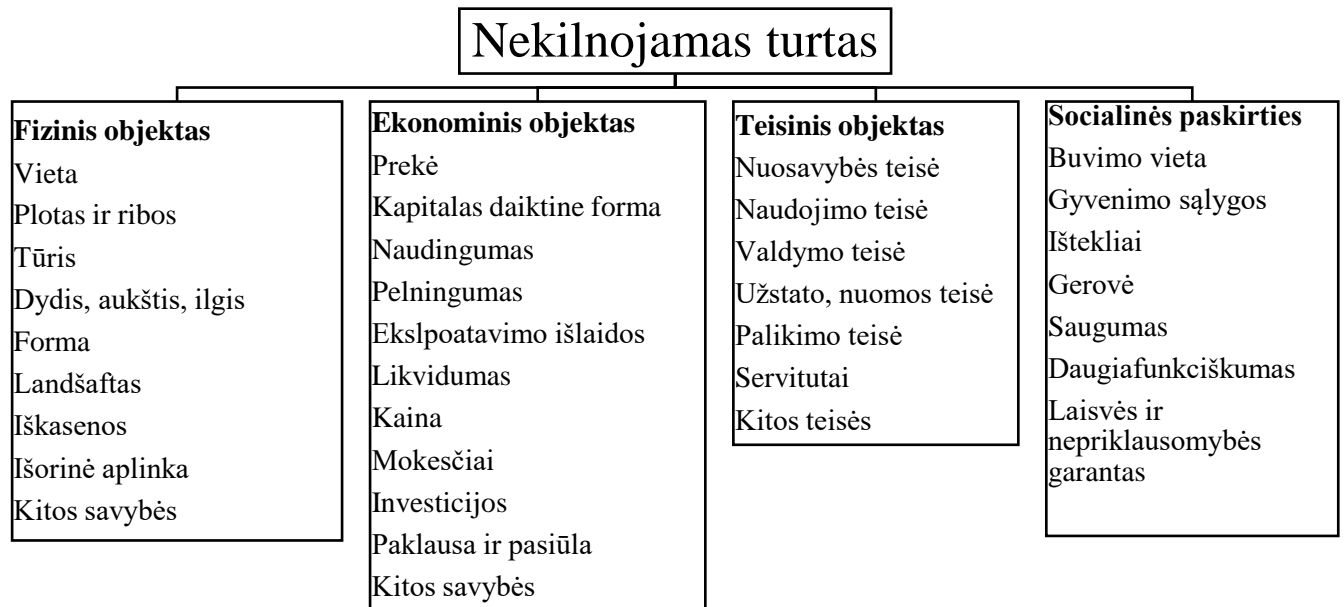 Nekilnojamas turtas
Fizinis objektas
Vieta
Plotas ir ribos
Tūris
Dydis, aukštis, ilgis
Forma
Landšaftas
Iškasenos
Išorinė aplinka
Kitos savybės
Ekonominis objektas
Prekė
Kapitalas daiktine forma
Naudingumas
Pelningumas
Ekslpoatavimo išlaidos
Likvidumas
Kaina
Mokesčiai
Investicijos
Paklausa ir pasiūla
Kitos savybės
Teisinis objektas
Nuosavybės teisė
Naudojimo teisė
Valdymo teisė
Užstato, nuomos teisė
Palikimo teisė
Servitutai
Kitos teisės
Socialinės paskirties
Buvimo vieta
Gyvenimo sąlygos
Ištekliai
Gerovė
Saugumas
Daugiafunkciškumas
Laisvės ir
nepriklausomybės
garantas